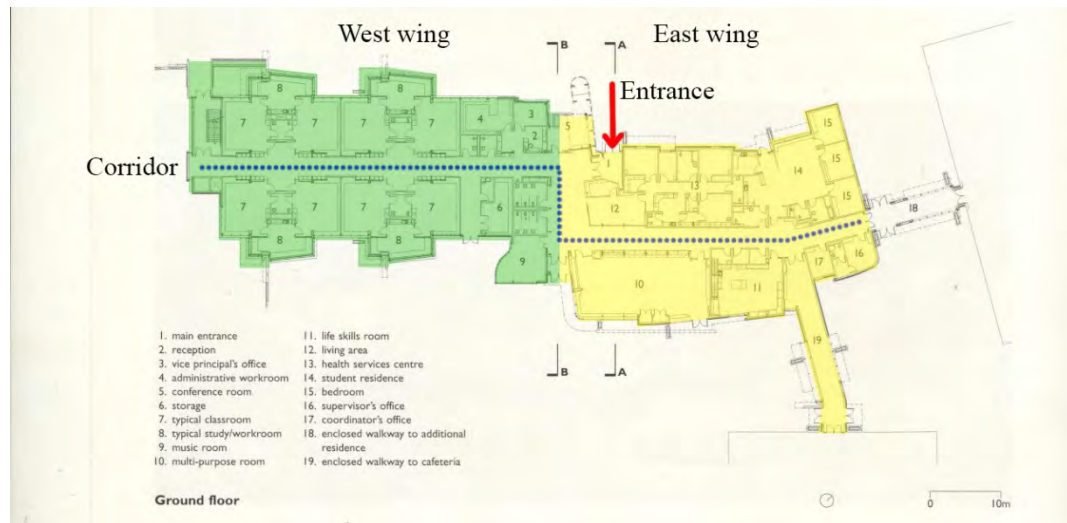 West wing
East wing
B
A
Entrance
Corridor
8
8
7
7
7
7
4
3
2
5
1
15
15
14
13
12
15
18
7
7
7
7
6
8
8
9
10
11
17
16
19
B
A
1. main entrance
2. reception
3. vice principal's office
4. administrative workroom
5. conference room
6. storage
7. typical classroom
8. typical study/workroom
9. music room
10. multi-purpose room
11. life skills room
12. living area
13. health services centre
14. student residence
15. bedroom
16. supervisor's office
17. coordinator's office
18. enclosed walkway to additional
residence
19. enclosed walkway to cafeteria
Ground floor
0
10m